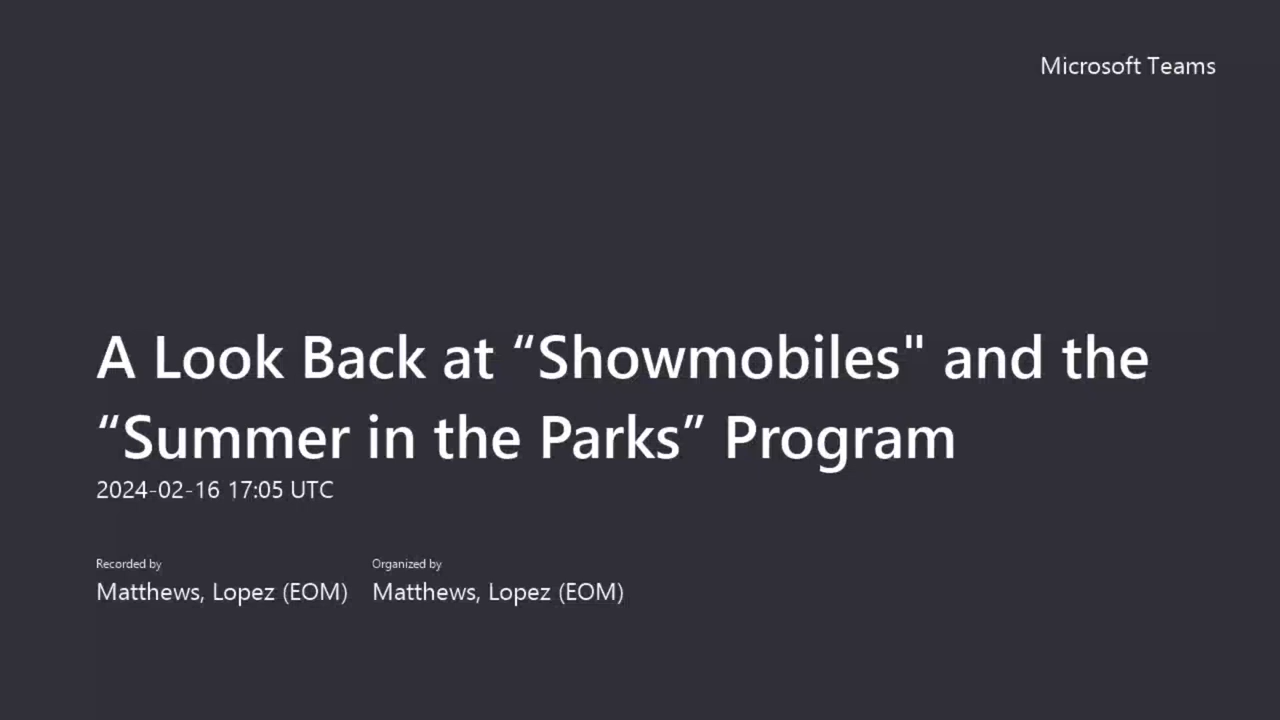 Microsoft Teams
A Look Back at “Showmobiles" and the
“Summer in the Parks” Program
2024-02-16 17:05 UTC
Recorded by Organized by
Matthews, Lopez (EOM) Matthews, Lopez (EOM)